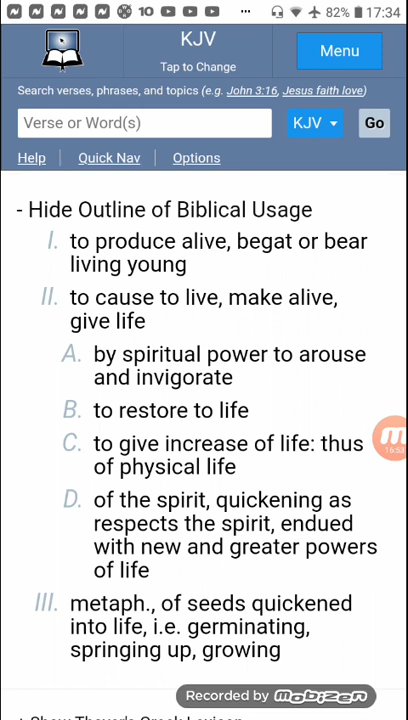 10 ... 82% 17:34
KJV
Tap to Change
Menu
Search verses, phrases, and topics (e.g. John 3:16, Jesus faith love)
Verse or Word(s) KJV Go
Help Quick Nav Options
- Hide Outline of Biblical Usage
I. to produce alive, begat or bear
living young
II. to cause to live, make alive,
give life
A. by spiritual power to arouse
and invigorate
B. to restore to life
C. to give increase of life: thus
of physical life
16:53
D. of the spirit, quickening as
respects the spirit, endued
with new and greater powers
of life
III. metaph., of seeds quickened
into life, i.e. germinating,
springing up, growing
Recorded by mobizen